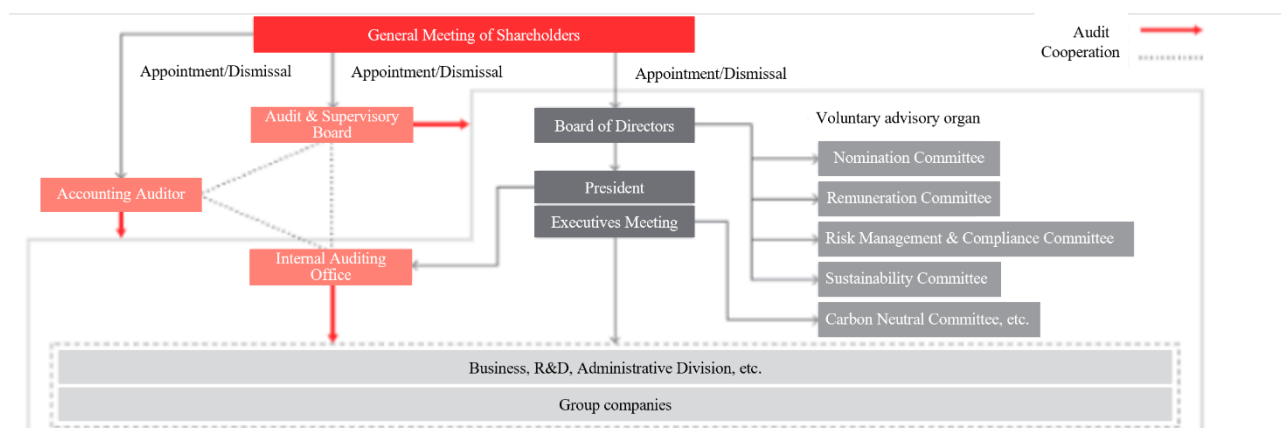 General Meeting of Shareholders
Audit
Cooperation
Appointment/Dismissal
Appointment/Dismissal
Appointment/Dismissal
Audit & Supervisory
Board
Board of Directors
Voluntary advisory organ
Nomination Committee
Accounting Auditor
President
Remuneration Committee
Executives Meeting
Risk Management & Compliance Committee
Internal Auditing
Office
Sustainability Committee
Carbon Neutral Committee, etc.
Business, R&D, Administrative Division, etc.
Group companies